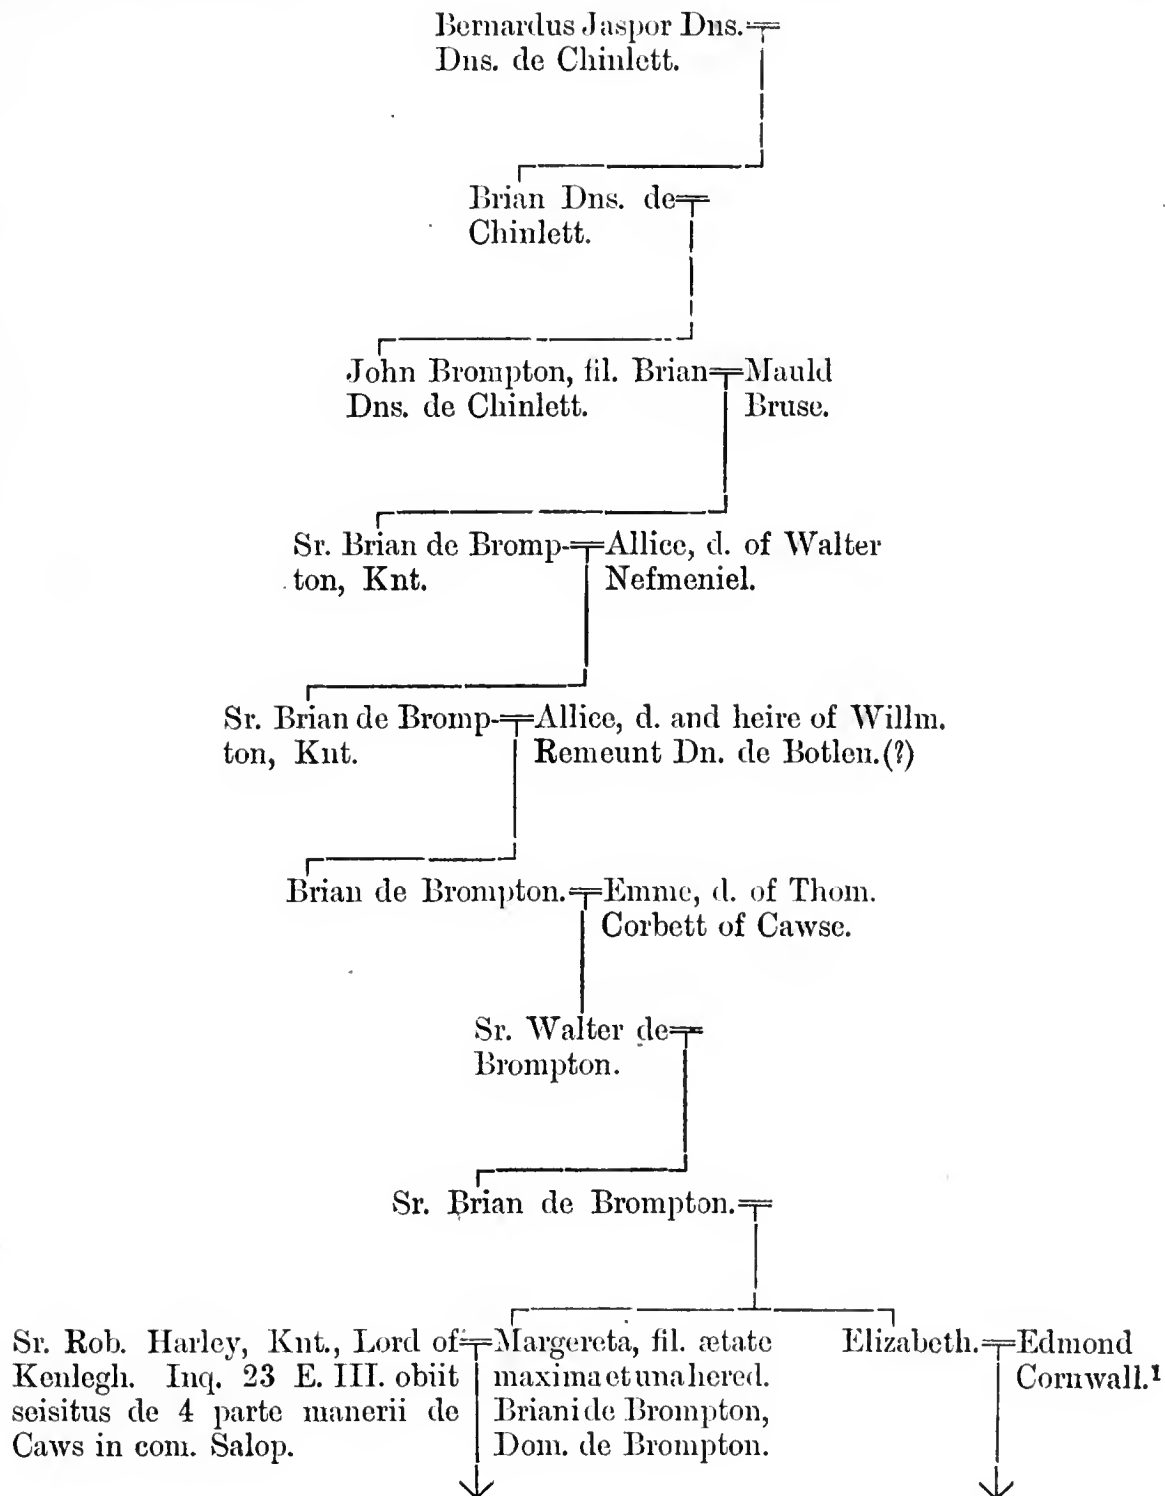 Bernardus Jaspor Dns.
Dns. de Chinlett.
Brian Dns. de
Chinlett.
John Brompton, fil. Brian
Dns. de Chinlett.
Mauld
Bruse.
Sr. Brian de Bromp-
ton, Knt.
Allice, d. of Walter
Nefmeniel.
Sr. Brian de Bromp-
ton, Knt.
Allice, d. and heire of Willm.
Remeunt Dn. de Botlen.(?)
Brian de Brompton.
Emme, d. of Thom.
Corbett of Cawse.
Sr. Walter de
Brompton.
Sr. Brian de Brompton.
Sr. Rob. Harley, Knt., Lord of
Kenlegh. Inq. 23 E. III. obiit
seisitus de 4 parte manerii de
Caws in com. Salop.
Margereta, fil. ætate
maxima et una hered.
Briani de Brompton,
Dom. de Brompton.
Elizabeth.
Edmond
Cornwall.¹